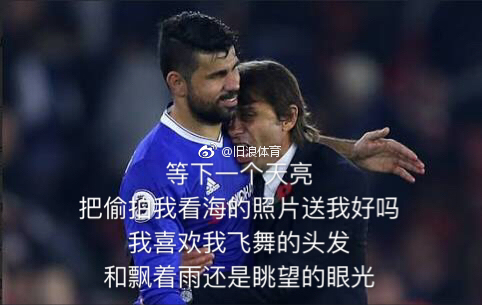 @旧浪体育
等下一个天亮
把偷拍我看海的照片送我好吗
我喜欢我飞舞的头发
和飘着雨还是眺望的眼光